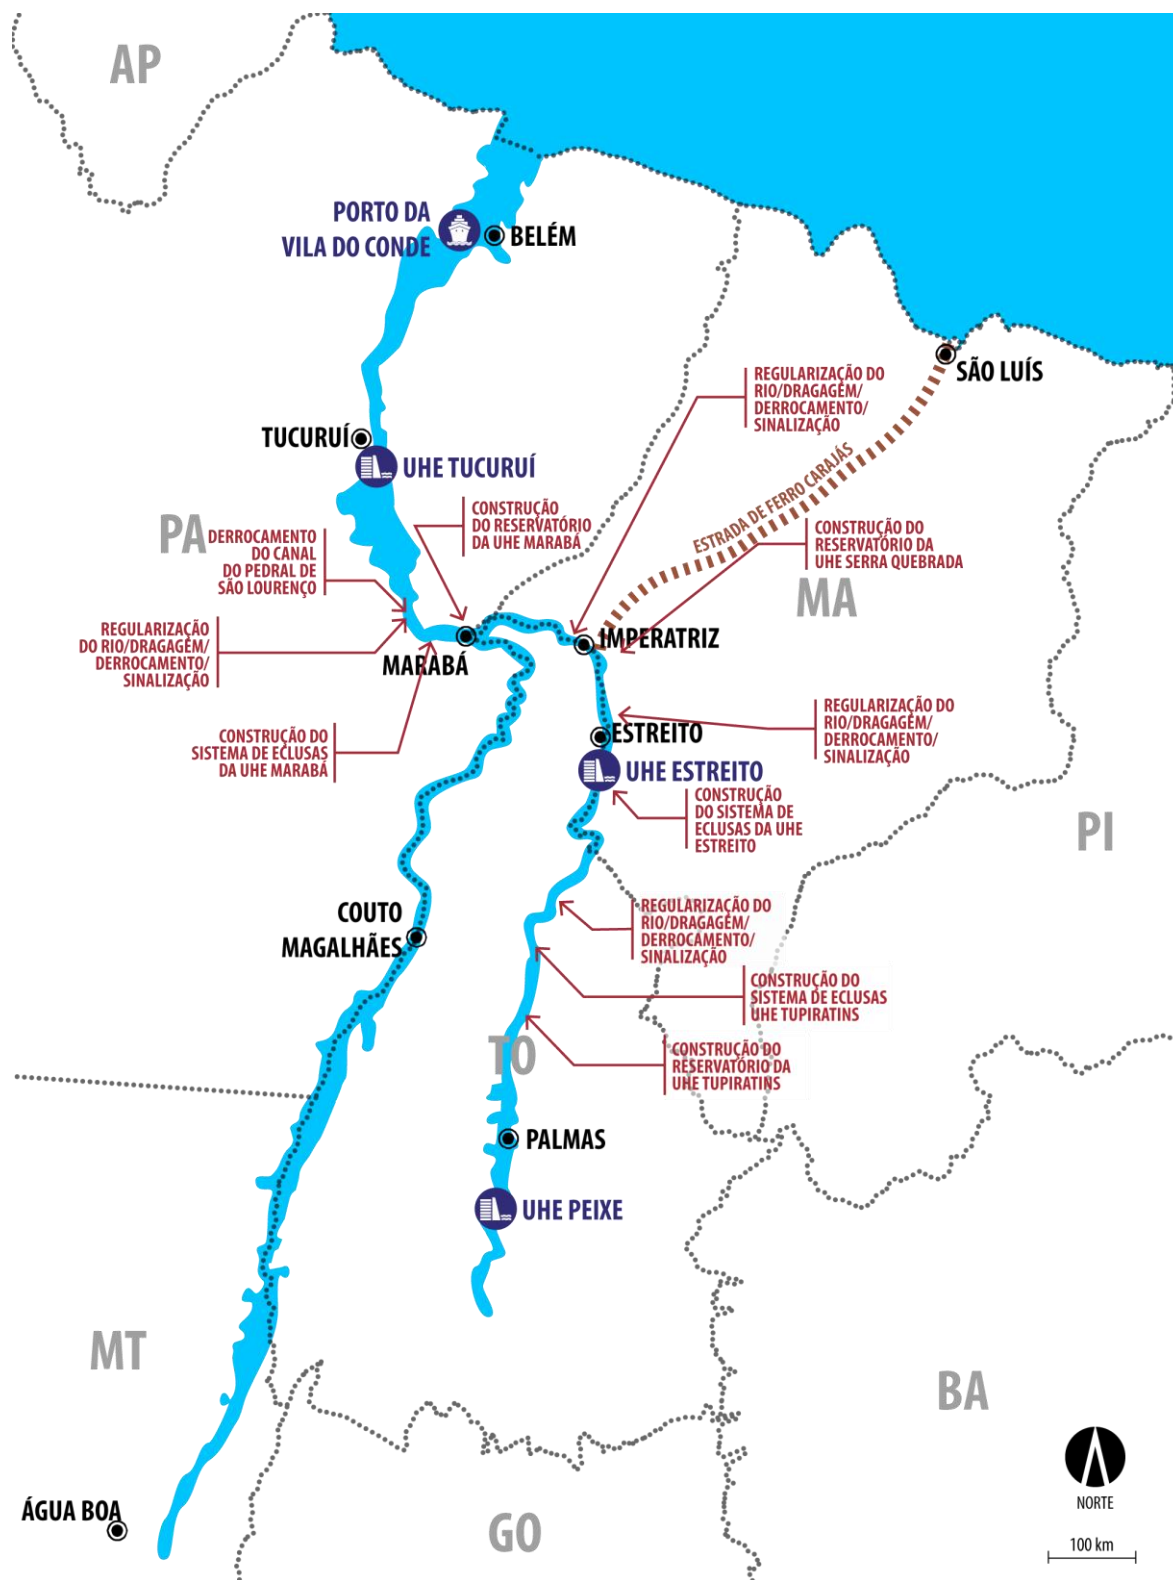 AP
PORTO DA
VILA DO CONDE
BELÉM
SÃO LUÍS
REGULARIZAÇÃO DO
RIO/DRAGAGEM/
DERROCAMENTO/
SINALIZAÇÃO
TUCURUÍ
UHE TUCURUÍ
ESTRADA DE FERRO CARAJÁS
CONSTRUÇÃO
DO RESERVATÓRIO
DA UHE MARABÁ
PA
DERROCAMENTO
DO CANAL
DO PEDRAL DE
SÃO LOURENÇO
CONSTRUÇÃO DO
RESERVATÓRIO DA
UHE SERRA QUEBRADA
MA
REGULARIZAÇÃO
DO RIO/DRAGAGEM/
DERROCAMENTO/
SINALIZAÇÃO
MARABÁ
IMPERATRIZ
CONSTRUÇÃO DO
SISTEMA DE ECLUSAS
DA UHE MARABÁ
REGULARIZAÇÃO DO
RIO/DRAGAGEM/
DERROCAMENTO/
SINALIZAÇÃO
ESTREITO
UHE ESTREITO
CONSTRUÇÃO
DO SISTEMA DE
ECLUSAS DA UHE
ESTREITO
PI
COUTO
MAGALHÃES
REGULARIZAÇÃO DO
RIO/DRAGAGEM/
DERROCAMENTO/
SINALIZAÇÃO
CONSTRUÇÃO DO
SISTEMA DE ECLUSAS
UHE TUPIRATINS
TO
CONSTRUÇÃO DO
RESERVATÓRIO DA
UHE TUPIRATINS
PALMAS
UHE PEIXE
MT
BA
ÁGUA BOA
GO
NORTE
100 km